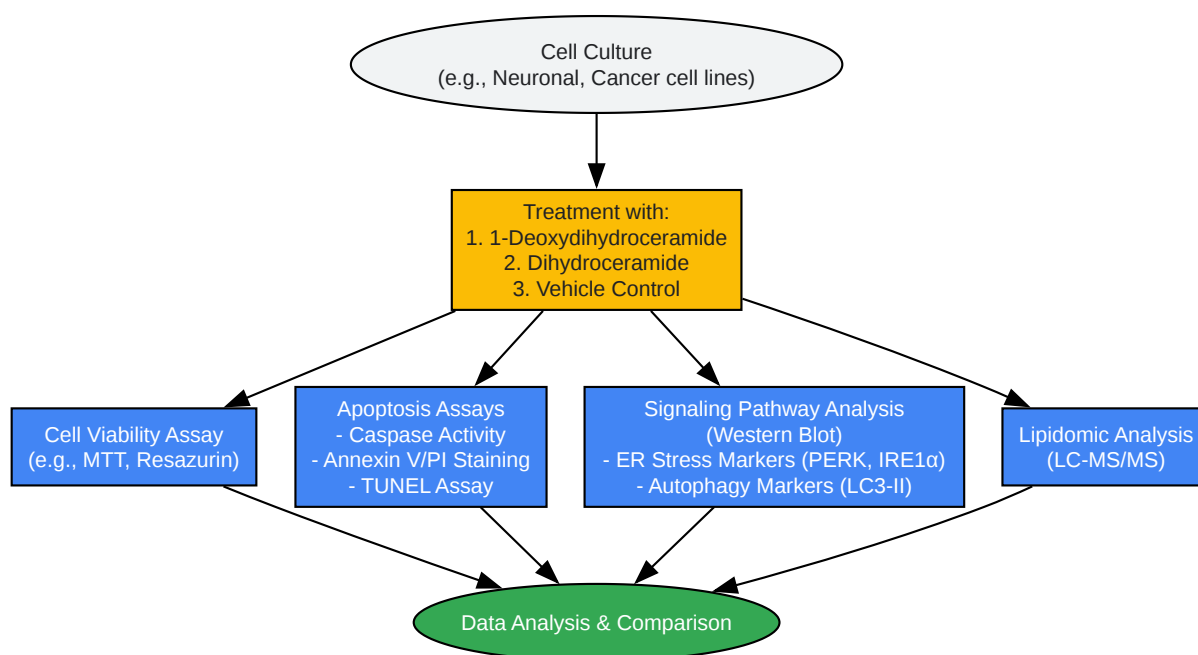 Cell Culture
(e.g., Neuronal, Cancer cell lines)
Treatment with:
1. 1-Deoxydihydroceramide
2. Dihydroceramide
3. Vehicle Control
Cell Viability Assay
(e.g., MTT, Resazurin)
Apoptosis Assays
- Caspase Activity
- Annexin V/PI Staining
- TUNEL Assay
Signaling Pathway Analysis
(Western Blot)
- ER Stress Markers (PERK, IRE1α)
- Autophagy Markers (LC3-II)
Lipidomic Analysis
(LC-MS/MS)
Data Analysis & Comparison